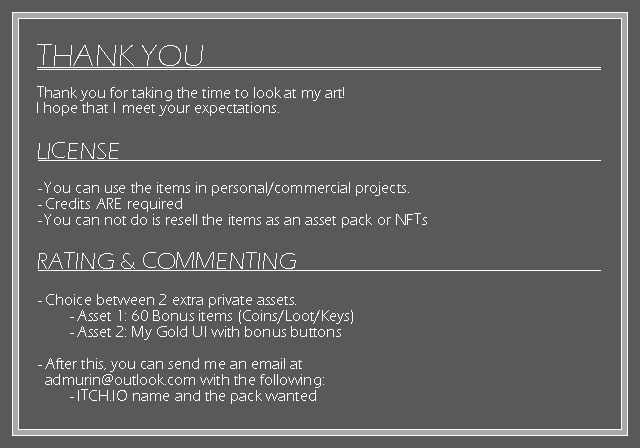 THANK YOU
Thank you for taking the time to look at my art!
I hope that I meet your expectations.
LICENSE
-You can use the items in personal/commercial projects.
- Credits ARE required
-You can not do is resell the items as an asset pack or NFTs
RATING & COMMENTING
- Choice between 2 extra private assets.
- Asset 1: 60 Bonus items (Coins/Loot/Keys)
- Asset 2: My Gold UI with bonus buttons
- After this, you can send me an email at
admurin@outlook.com with the following:
- ITCH.IO name and the pack wanted